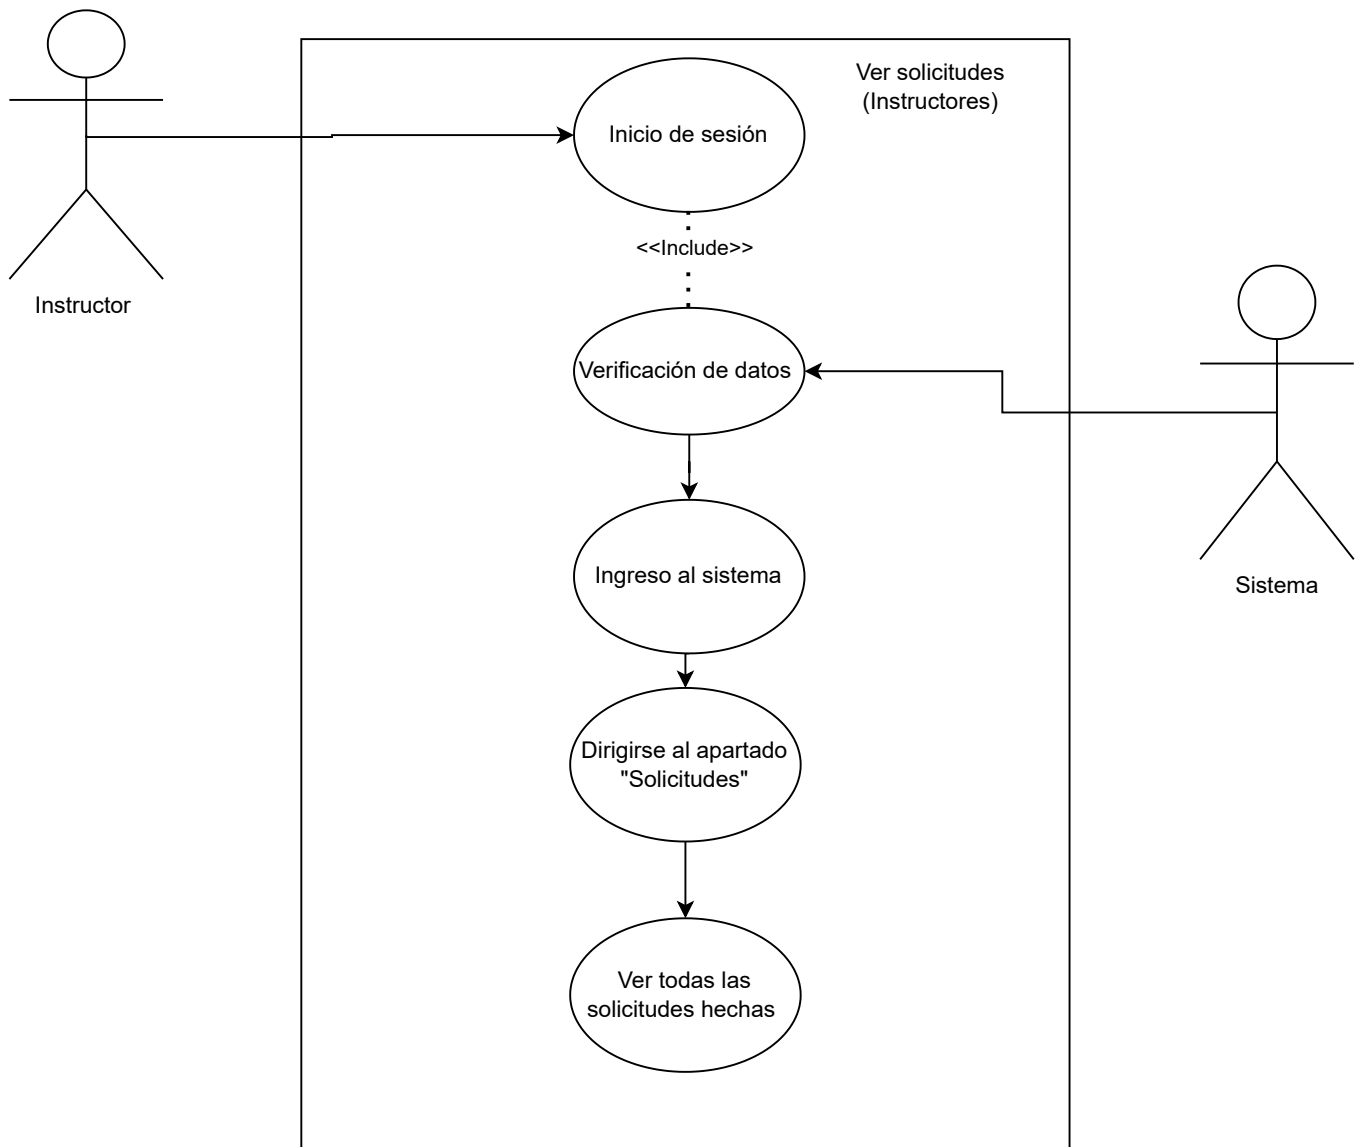 Ver solicitudes
(Instructores)
Inicio de sesión
<<Include>>
Instructor
Verificación de datos
Ingreso al sistema
Sistema
Dirigirse al apartado
"Solicitudes"
Ver todas las
solicitudes hechas